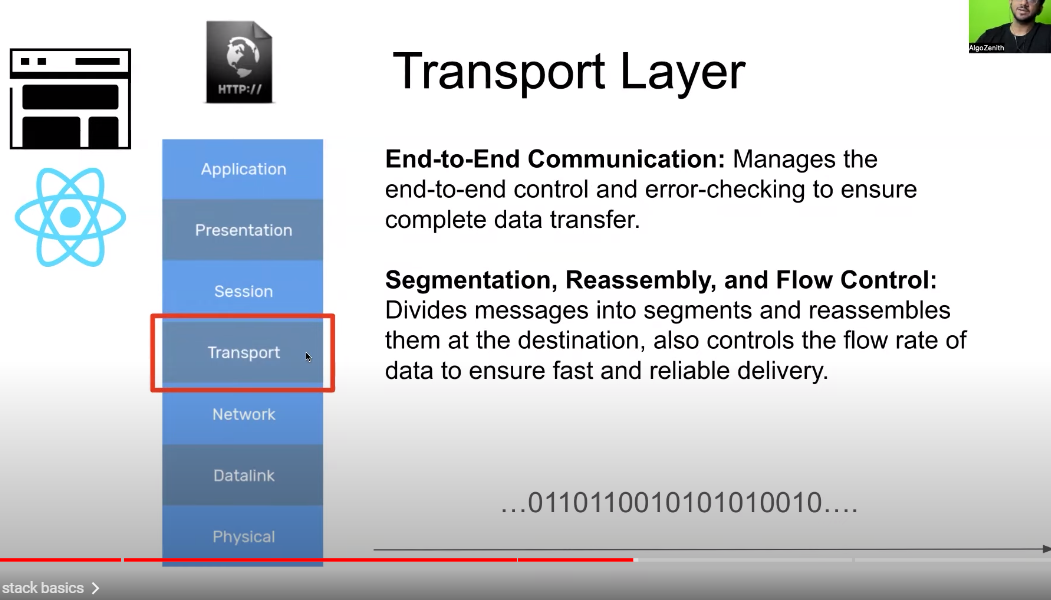 AlgoZenith
HTTP://
Transport Layer
Application
Presentation
Session
Transport
Network
Datalink
Physical
End-to-End Communication: Manages the
end-to-end control and error-checking to ensure
complete data transfer.
Segmentation, Reassembly, and Flow Control:
Divides messages into segments and reassembles
them at the destination, also controls the flow rate of
data to ensure fast and reliable delivery.
…0110110010101010010….
stack basics